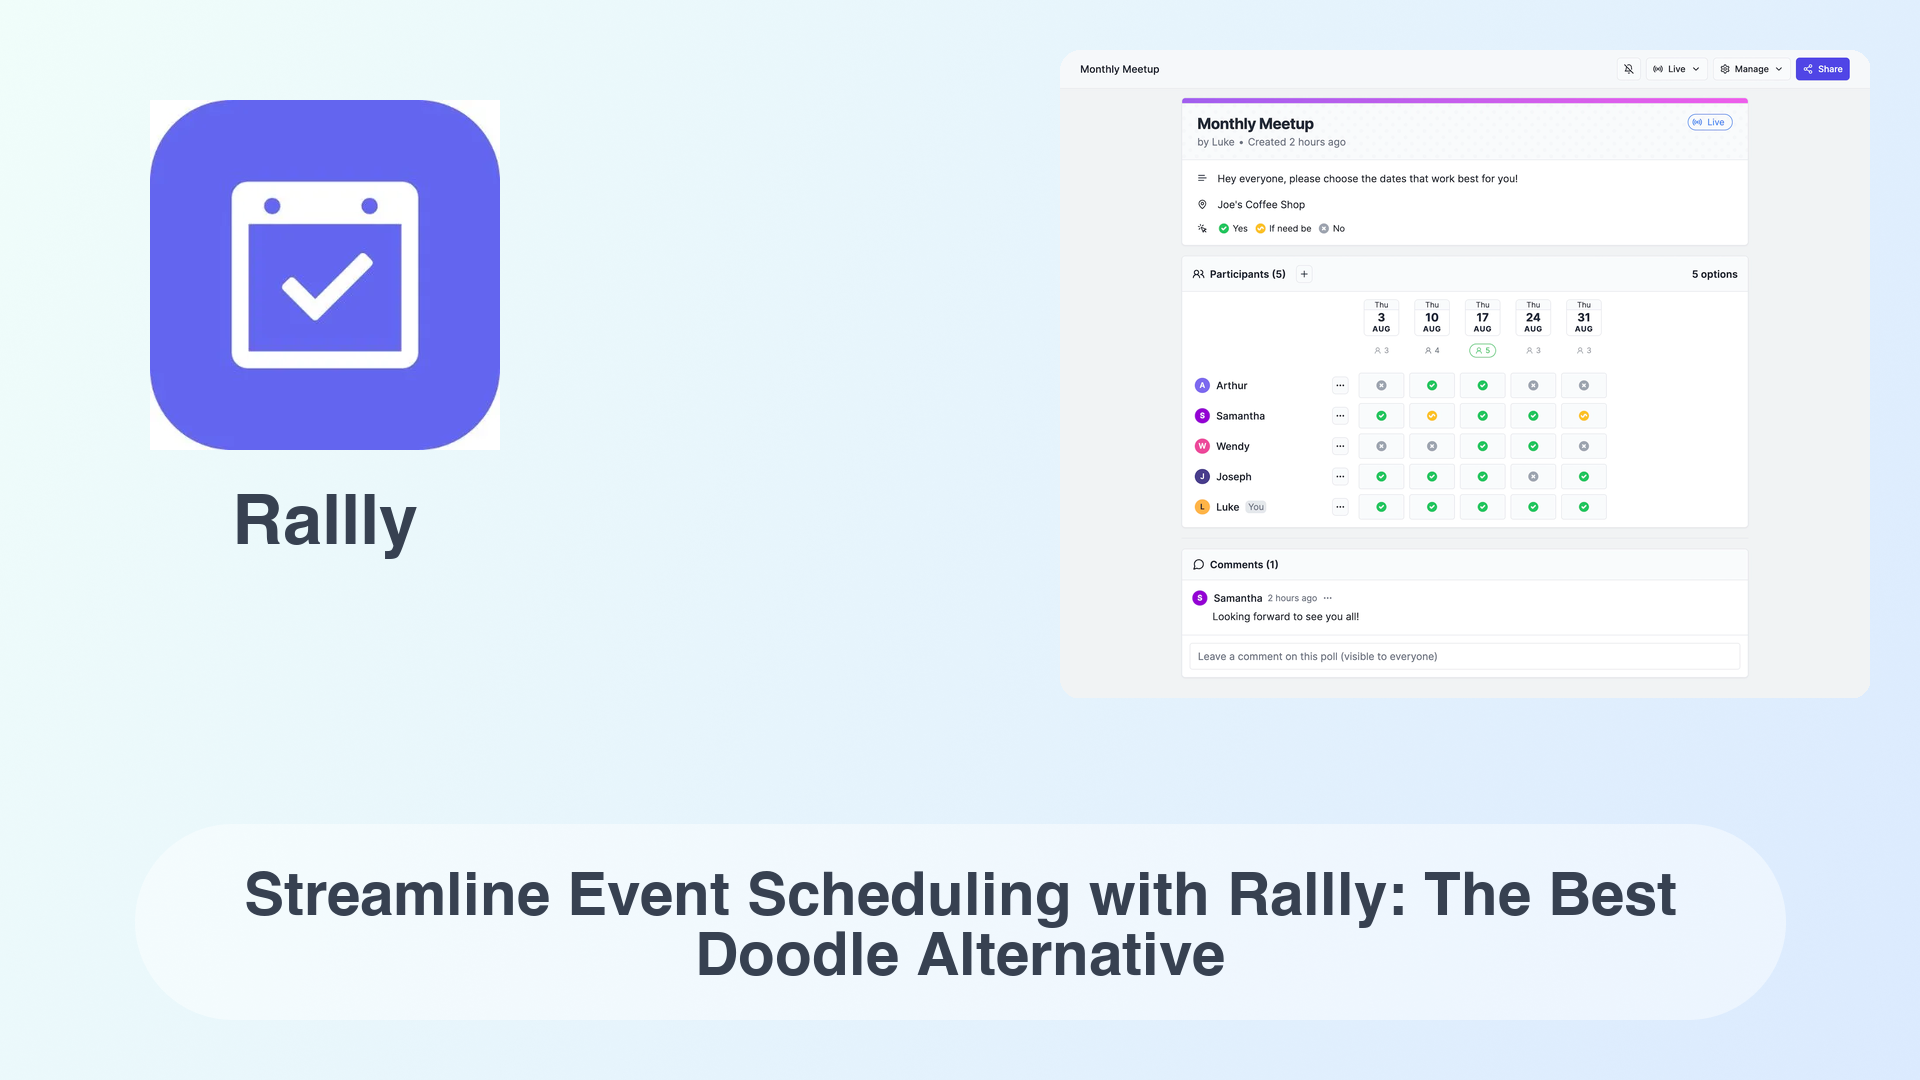 Rallly
Monthly Meetup
Live
Manage
Share
Monthly Meetup
Live
by Luke • Created 2 hours ago
Hey everyone, please choose the dates that work best for you!
Joe's Coffee Shop
Yes If need be No
Participants (5) +
5 options
Thu Thu Thu Thu Thu
3 10 17 24 31
AUG AUG AUG AUG AUG
3 4 5 3 3
A Arthur
S Samantha
W Wendy
J Joseph
L Luke You
Comments (1)
S Samantha 2 hours ago
Looking forward to see you all!
Leave a comment on this poll (visible to everyone)
Streamline Event Scheduling with Rallly: The Best
Doodle Alternative